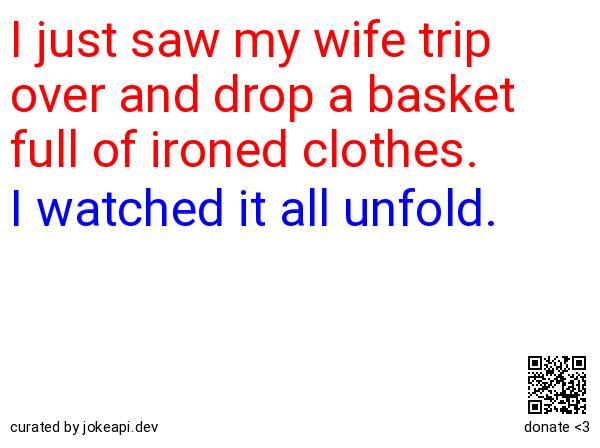 I just saw my wife trip
over and drop a basket
full of ironed clothes.
I watched it all unfold.
curated by jokeapi.dev
donate <3